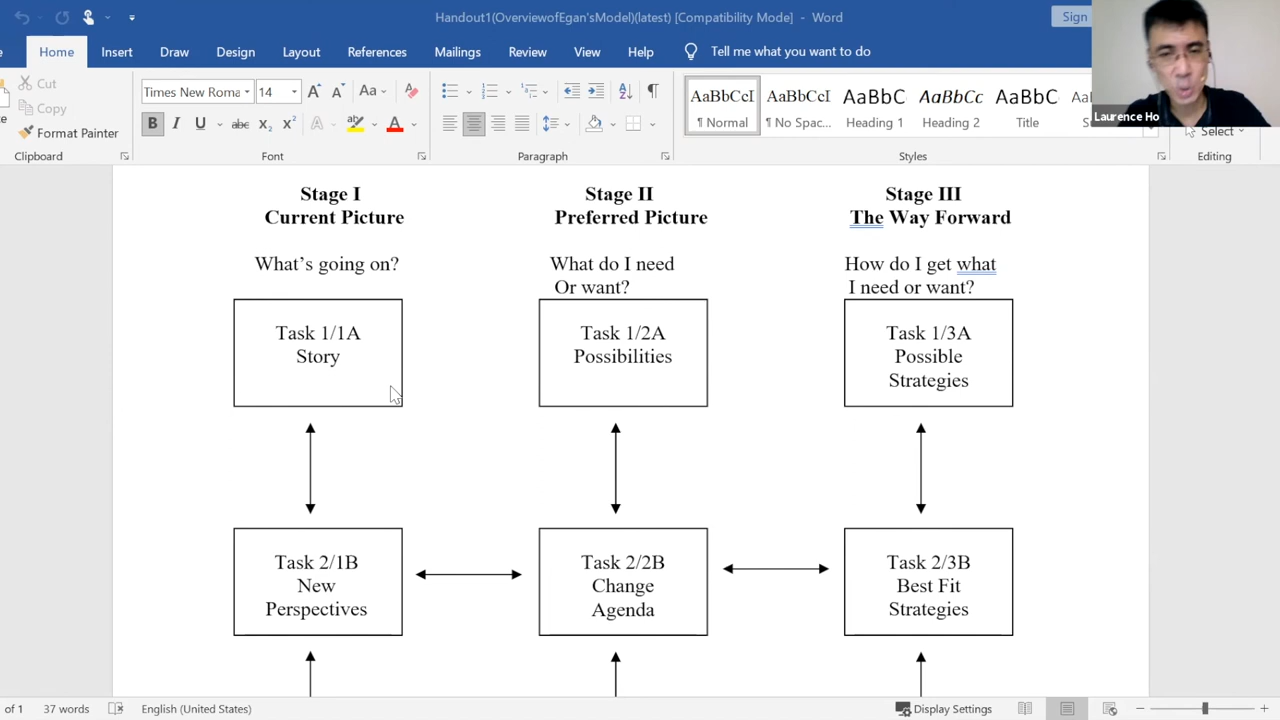 Handout1(OverviewofEgan'sModel)(latest) [Compatibility Mode] - Word
Sign
Home Insert Draw Design Layout References Mailings Review View Help Tell me what you want to do
Cut
Copy
Format Painter
Times New Roma 14
AaBbCcI AaBbCcI AaBbC AaBbCc AaBbC
¶ Normal ¶ No Spac... Heading 1 Heading 2 Title
Select
Clipboard Font Paragraph Styles Editing
Laurence Ho
Stage I
Current Picture
What's going on?
Task 1/1A
Story
Task 2/1B
New
Perspectives
Stage II
Preferred Picture
What do I need
Or want?
Task 1/2A
Possibilities
Task 2/2B
Change
Agenda
Stage III
The Way Forward
How do I get what
I need or want?
Task 1/3A
Possible
Strategies
Task 2/3B
Best Fit
Strategies
of 1 37 words English (United States) Display Settings